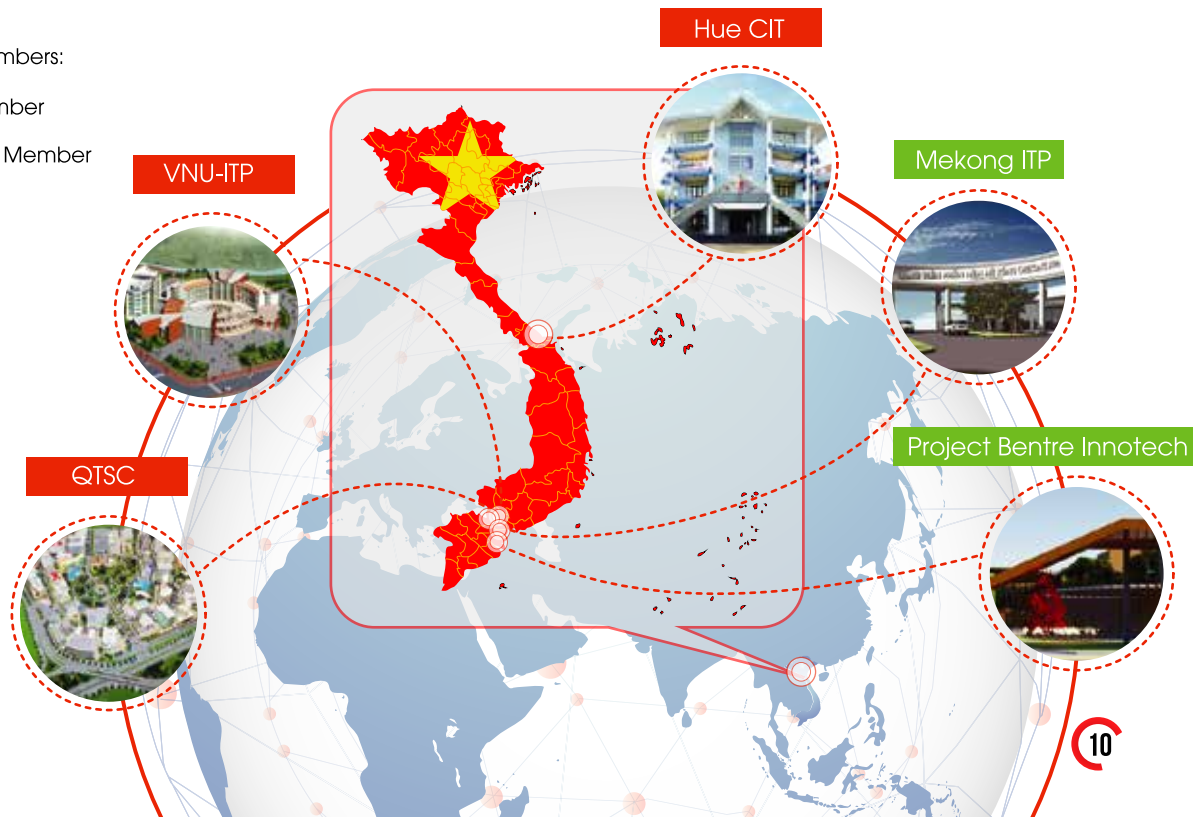 mbers:
mber
Member
Hue CIT
VNU-ITP
Mekong ITP
Project Bentre Innotech
QTSC
10